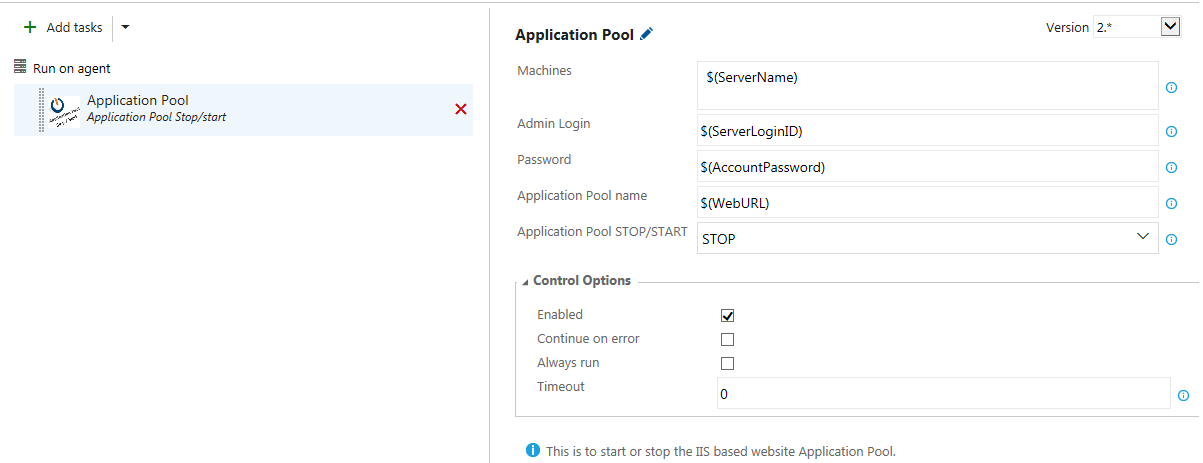 Add tasks
Run on agent
Application Pool
Application Pool Stop/start
Application Pool
Version 2.*
Machines $(ServerName)
Admin Login $(ServerLoginID)
Password $(AccountPassword)
Application Pool name $(WebURL)
Application Pool STOP/START STOP
Control Options
Enabled
Continue on error
Always run
Timeout 0
This is to start or stop the IIS based website Application Pool.